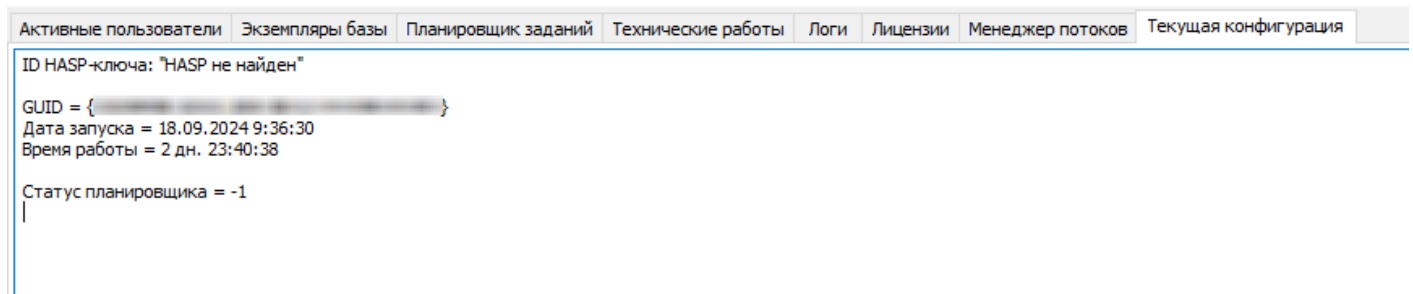 Активные пользователи Экземпляры базы Планировщик заданий Технические работы Логи Лицензии Менеджер потоков Текущая конфигурация
ID HASP-ключа: "HASP не найден"
GUID = { }
Дата запуска = 18.09.2024 9:36:30
Время работы = 2 дн. 23:40:38
Статус планировщика = -1